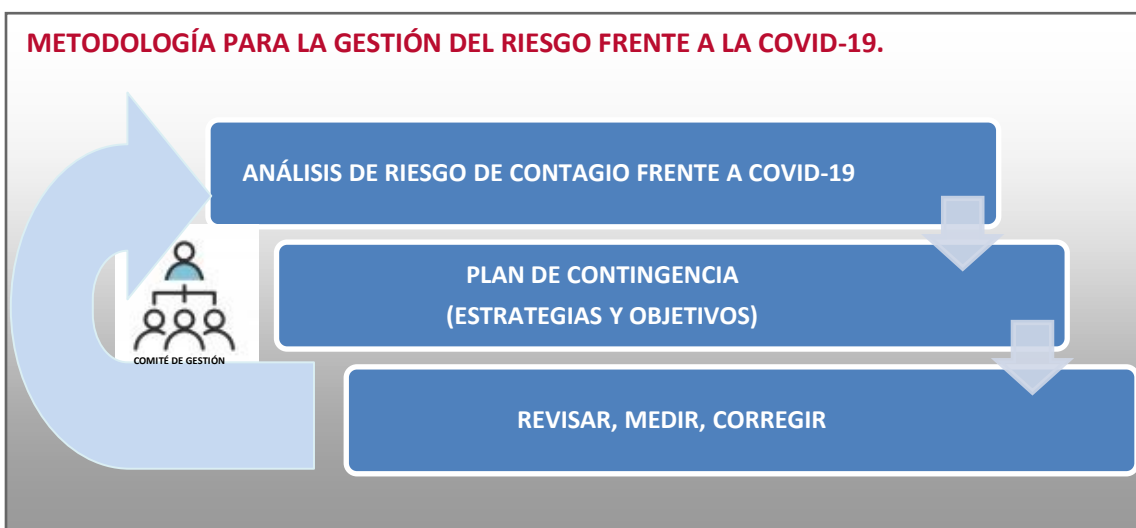 METODOLOGÍA PARA LA GESTIÓN DEL RIESGO FRENTE A LA COVID-19.
ANÁLISIS DE RIESGO DE CONTAGIO FRENTE A COVID-19
PLAN DE CONTINGENCIA
(ESTRATEGIAS Y OBJETIVOS)
COMITÉ DE GESTIÓN
REVISAR, MEDIR, CORREGIR